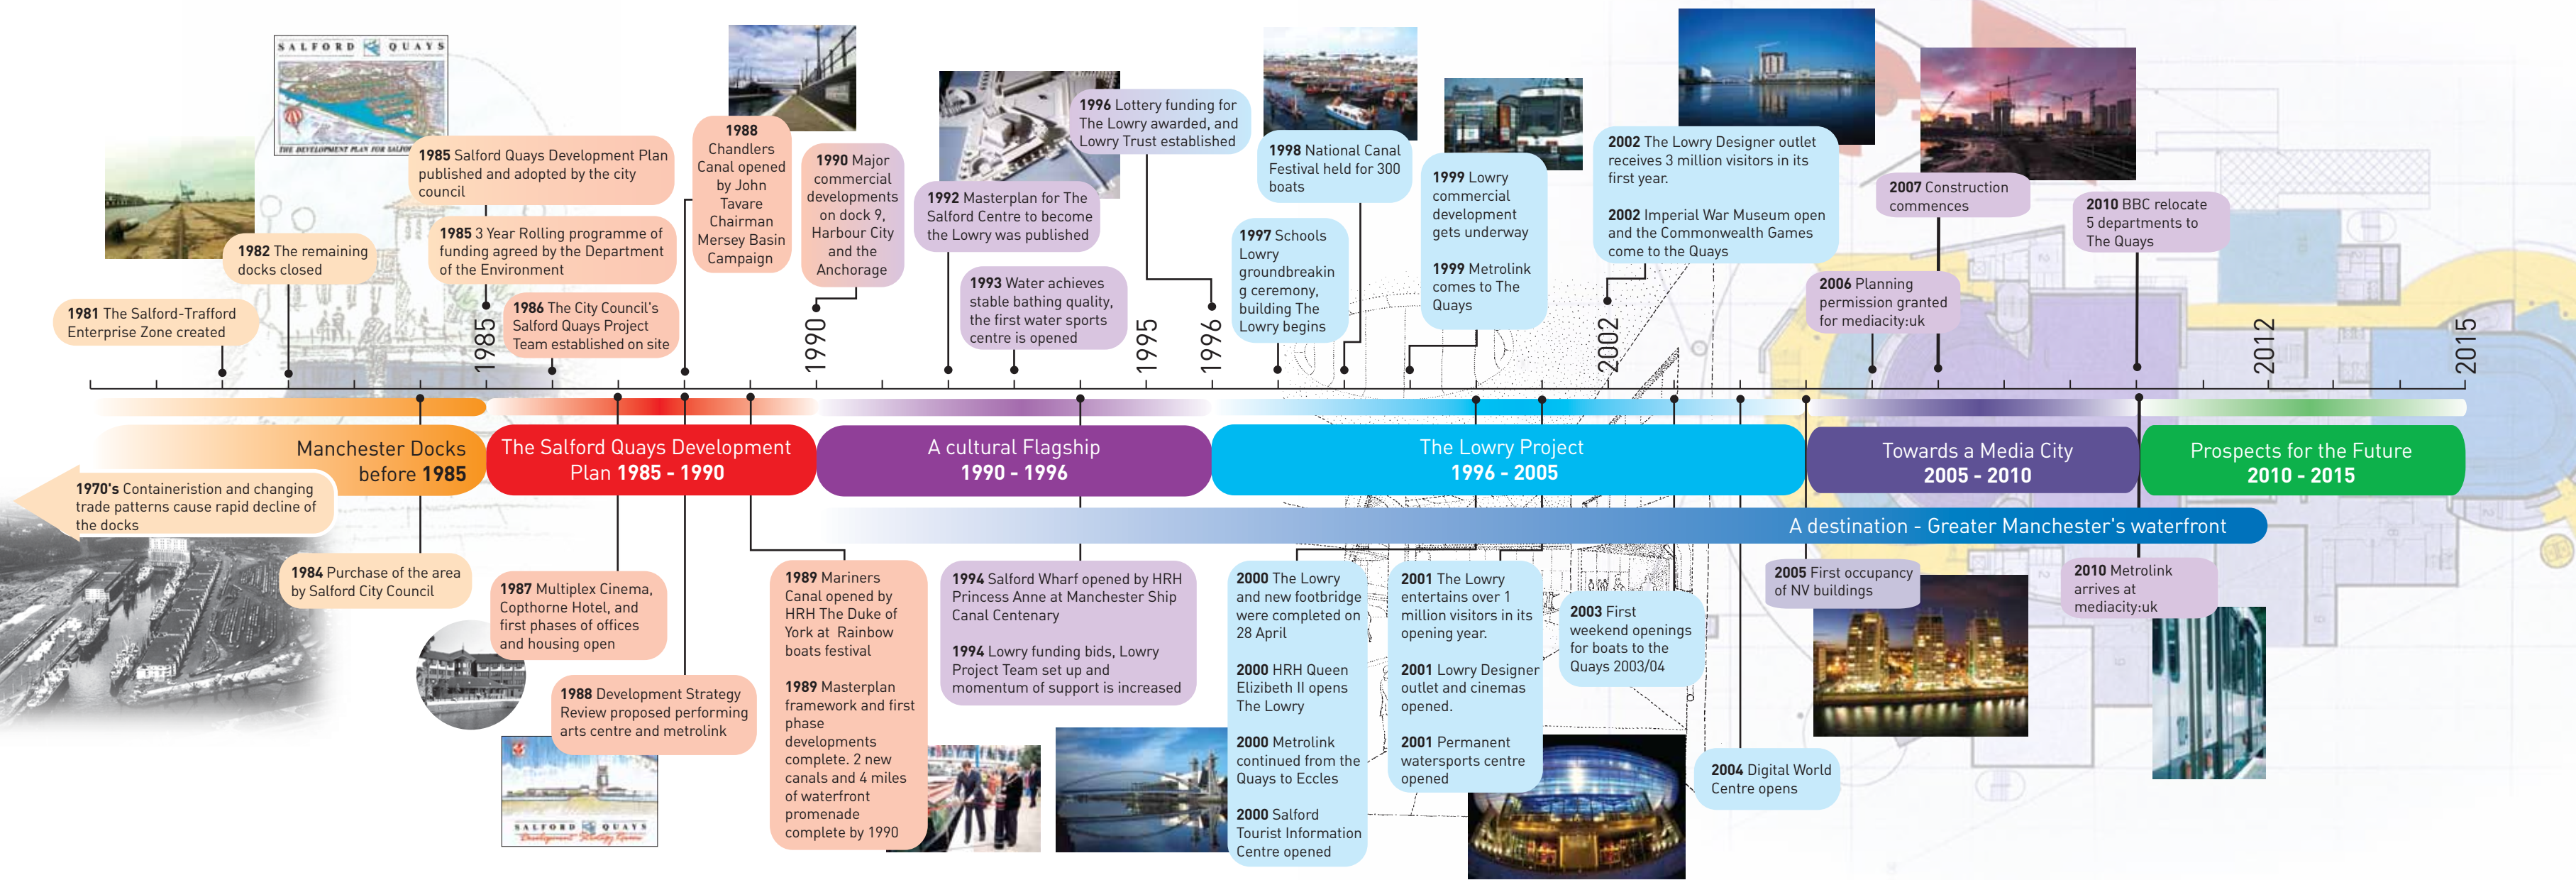 SALFORD QUAYS
THE DEVELOPMENT PLAN FOR SALFO
1981 The Salford-Trafford
Enterprise Zone created
1982 The remaining
docks closed
1985 Salford Quays Development Plan
published and adopted by the city
council
1985 3 Year Rolling programme of
funding agreed by the Department
of the Environment
1986 The City Council's
Salford Quays Project
Team established on site
1988
Chandlers
Canal opened
by John
Tavare
Chairman
Mersey Basin
Campaign
1990 Major
commercial
developments
on dock 9,
Harbour City
and the
Anchorage
1992 Masterplan for The
Salford Centre to become
the Lowry was published
1993 Water achieves
stable bathing quality,
the first water sports
centre is opened
1996 Lottery funding for
The Lowry awarded, and
Lowry Trust established
1997 Schools
Lowry
groundbreakin
g ceremony,
building The
Lowry begins
1998 National Canal
Festival held for 300
boats
1999 Lowry
commercial
development
gets underway
1999 Metrolink
comes to The
Quays
2002 The Lowry Designer outlet
receives 3 million visitors in its
first year.
2002 Imperial War Museum open
and the Commonwealth Games
come to the Quays
2006 Planning
permission granted
for mediacity:uk
2007 Construction
commences
2010 BBC relocate
5 departments to
The Quays
1985
1990
1995
1996
2002
2012
2015
Manchester Docks
before 1985
The Salford Quays Development
Plan 1985 - 1990
A cultural Flagship
1990 - 1996
The Lowry Project
1996 - 2005
Towards a Media City
2005 - 2010
Prospects for the Future
2010 - 2015
A destination - Greater Manchester's waterfront
1970's Containeristion and changing
trade patterns cause rapid decline of
the docks
1984 Purchase of the area
by Salford City Council
1987 Multiplex Cinema,
Copthorne Hotel, and
first phases of offices
and housing open
1988 Development Strategy
Review proposed performing
arts centre and metrolink
SALFORD QUAYS
Development Strategy Review
1989 Mariners
Canal opened by
HRH The Duke of
York at Rainbow
boats festival
1989 Masterplan
framework and first
phase
developments
complete. 2 new
canals and 4 miles
of waterfront
promenade
complete by 1990
1994 Salford Wharf opened by HRH
Princess Anne at Manchester Ship
Canal Centenary
1994 Lowry funding bids, Lowry
Project Team set up and
momentum of support is increased
2000 The Lowry
and new footbridge
were completed on
28 April
2000 HRH Queen
Elizibeth II opens
The Lowry
2000 Metrolink
continued from the
Quays to Eccles
2000 Salford
Tourist Information
Centre opened
2001 The Lowry
entertains over 1
million visitors in its
opening year.
2001 Lowry Designer
outlet and cinemas
opened.
2001 Permanent
watersports centre
opened
2003 First
weekend openings
for boats to the
Quays 2003/04
2004 Digital World
Centre opens
2005 First occupancy
of NV buildings
2010 Metrolink
arrives at
mediacity:uk